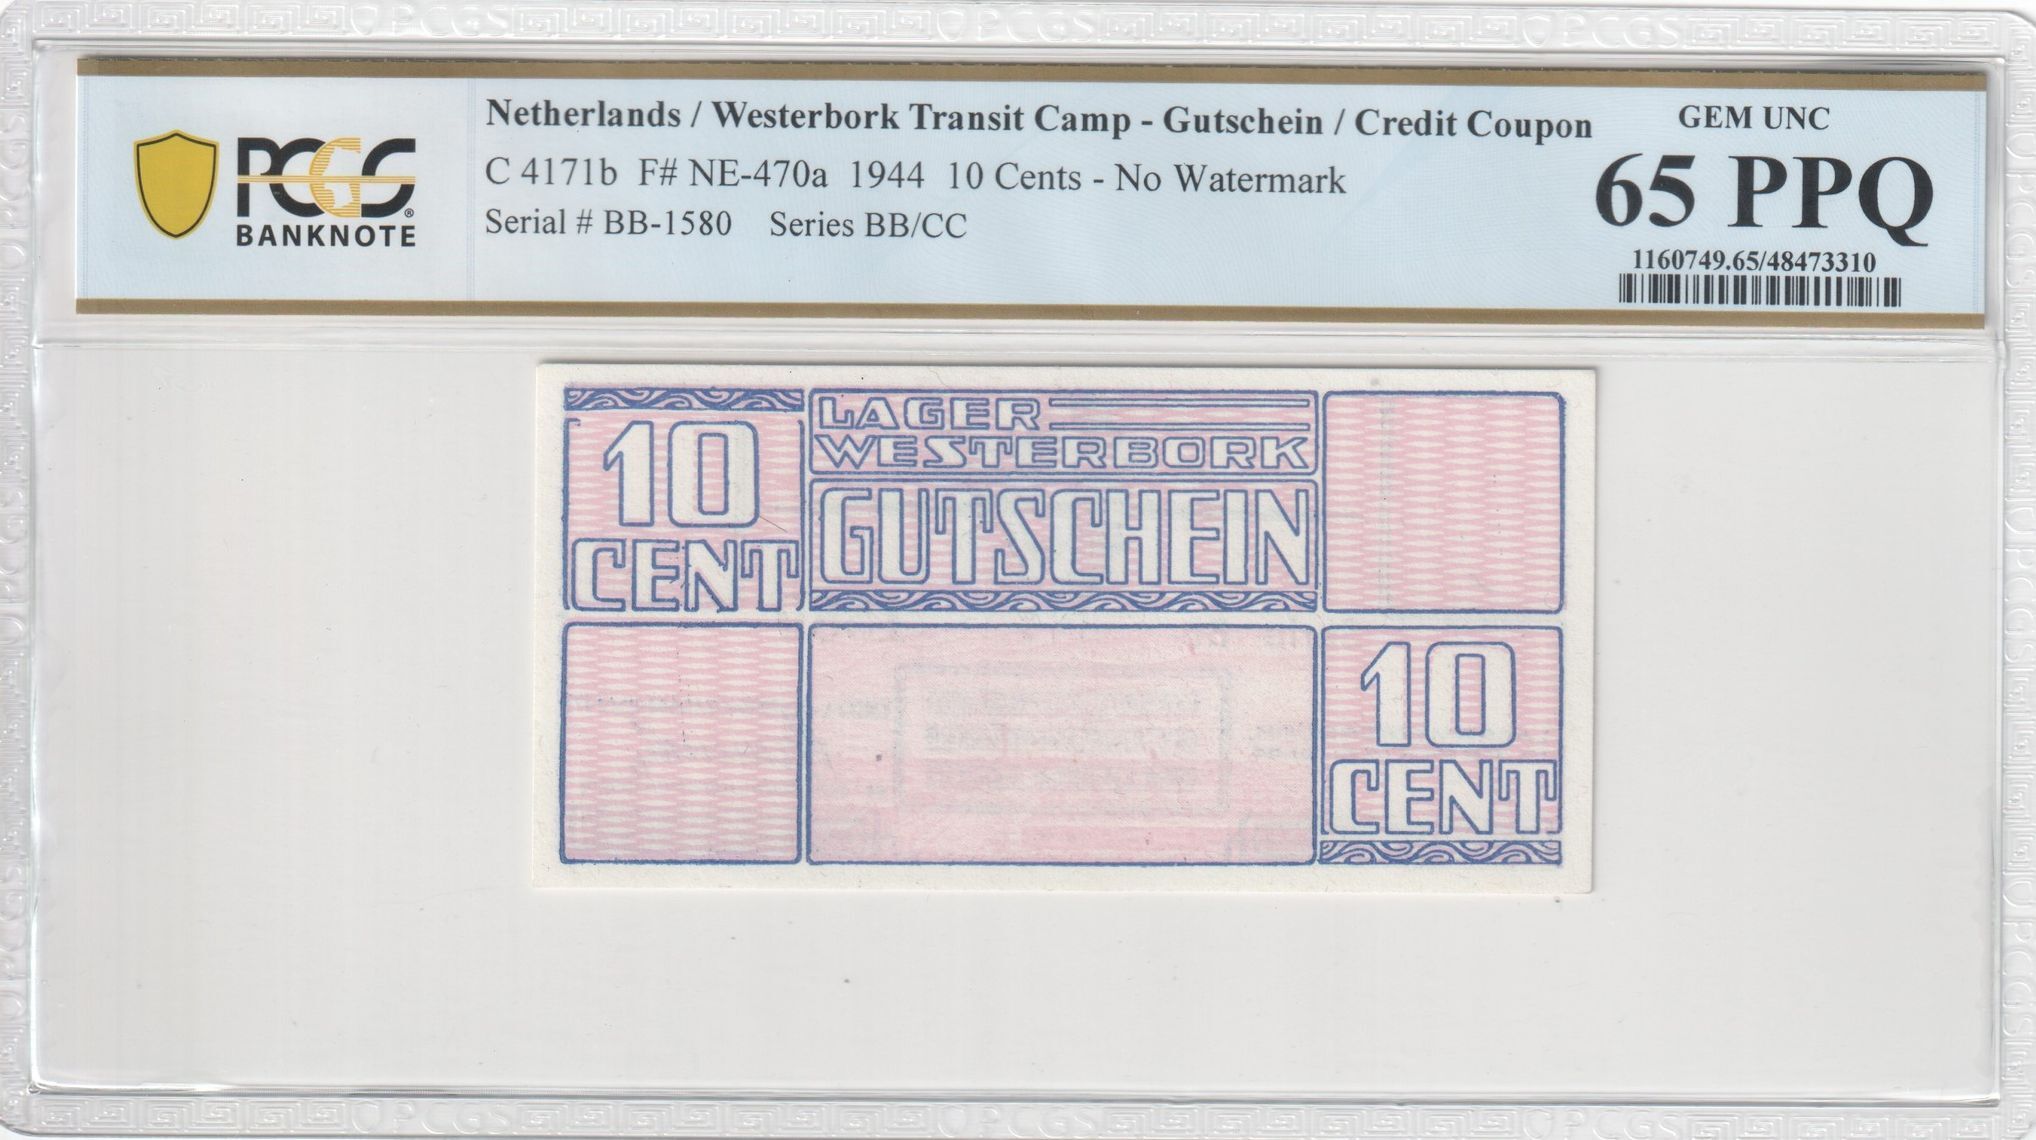 PCGS
BANKNOTE
Netherlands / Westerbork Transit Camp - Gutschein / Credit Coupon
C 4171b F# NE-470a 1944 10 Cents - No Watermark
Serial # BB-1580 Series BB/CC
GEM UNC
65 PPQ
1160749.65/48473310
10
CENT
LAGER
WESTERBORK
GUTSCHEIN
10
CENT